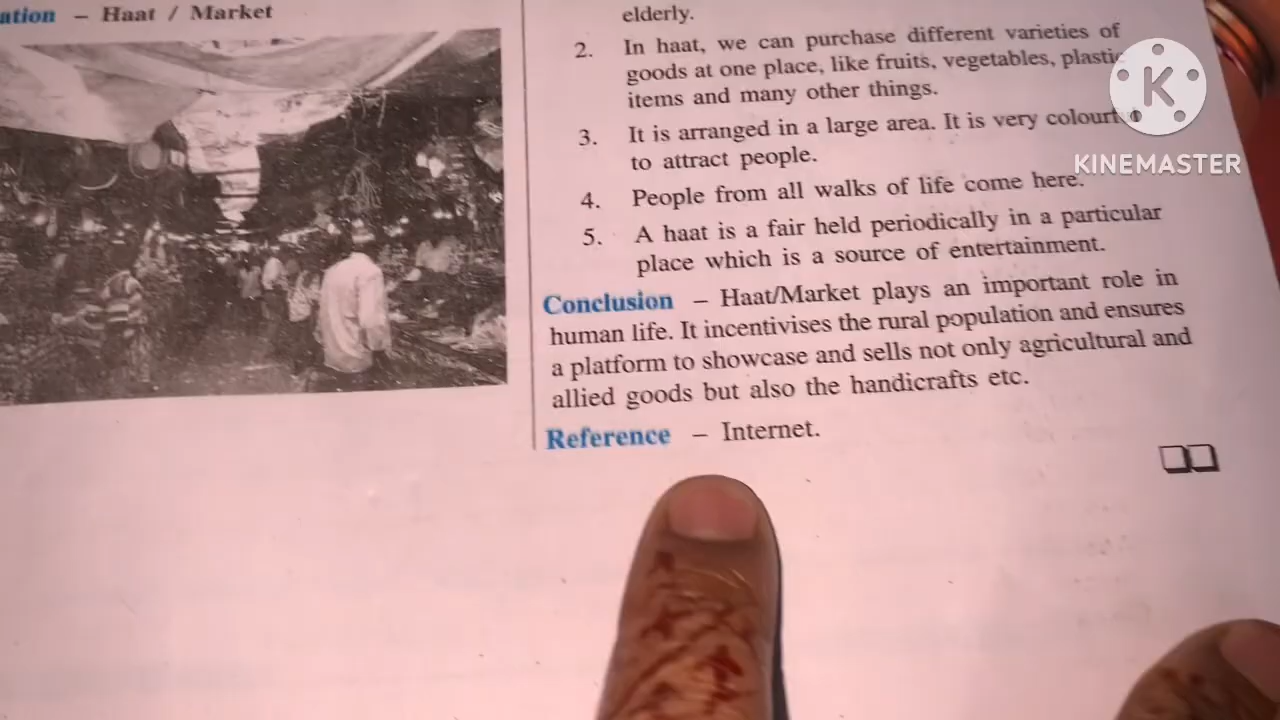 ation – Haat / Market
elderly.
2. In haat, we can purchase different varieties of
goods at one place, like fruits, vegetables, plastic
items and many other things.
3. It is arranged in a large area. It is very colourf
to attract people.
4. People from all walks of life come here.
5. A haat is a fair held periodically in a particular
place which is a source of entertainment.
Conclusion – Haat/Market plays an important role in
human life. It incentivises the rural population and ensures
a platform to showcase and sells not only agricultural and
allied goods but also the handicrafts etc.
Reference – Internet.
K
KINEMASTER